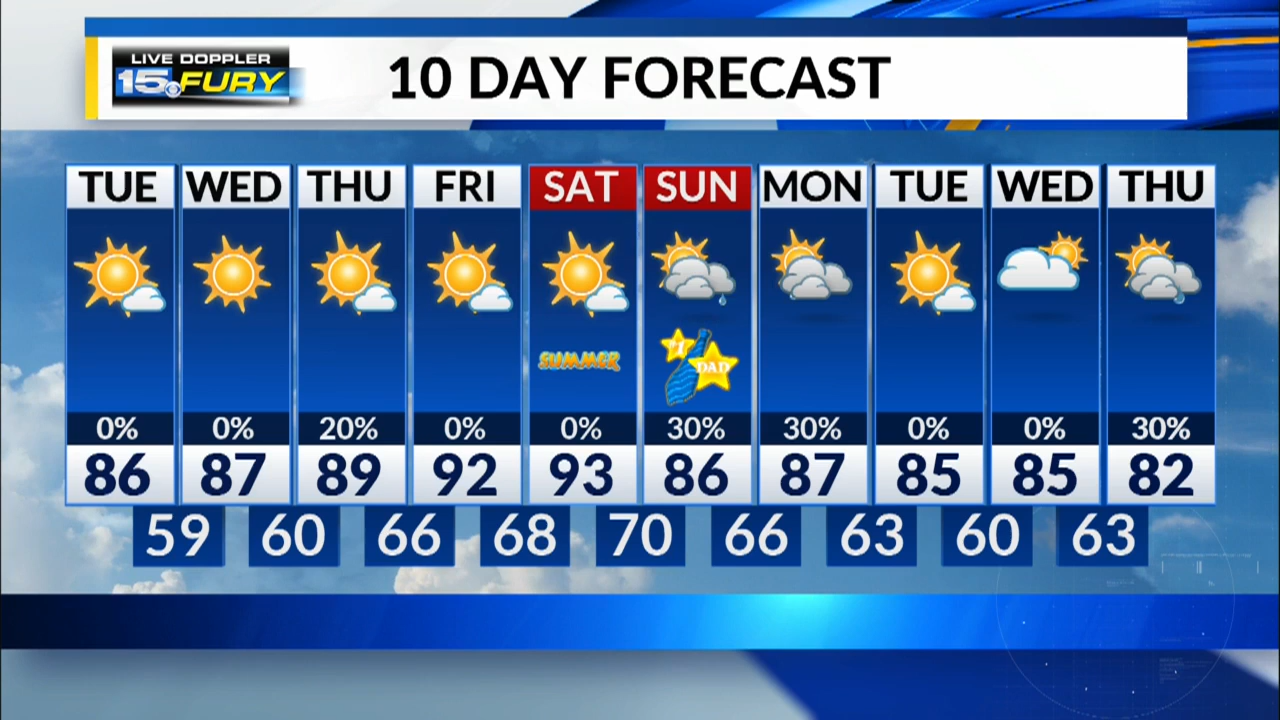 LIVE DOPPLER
15 FURY
10 DAY FORECAST
TUE WED THU FRI SAT SUN MON TUE WED THU
SUMMER
#1
DAD
0% 0% 20% 0% 0% 30% 30% 0% 0% 30%
86 87 89 92 93 86 87 85 85 82
59 60 66 68 70 66 63 60 63